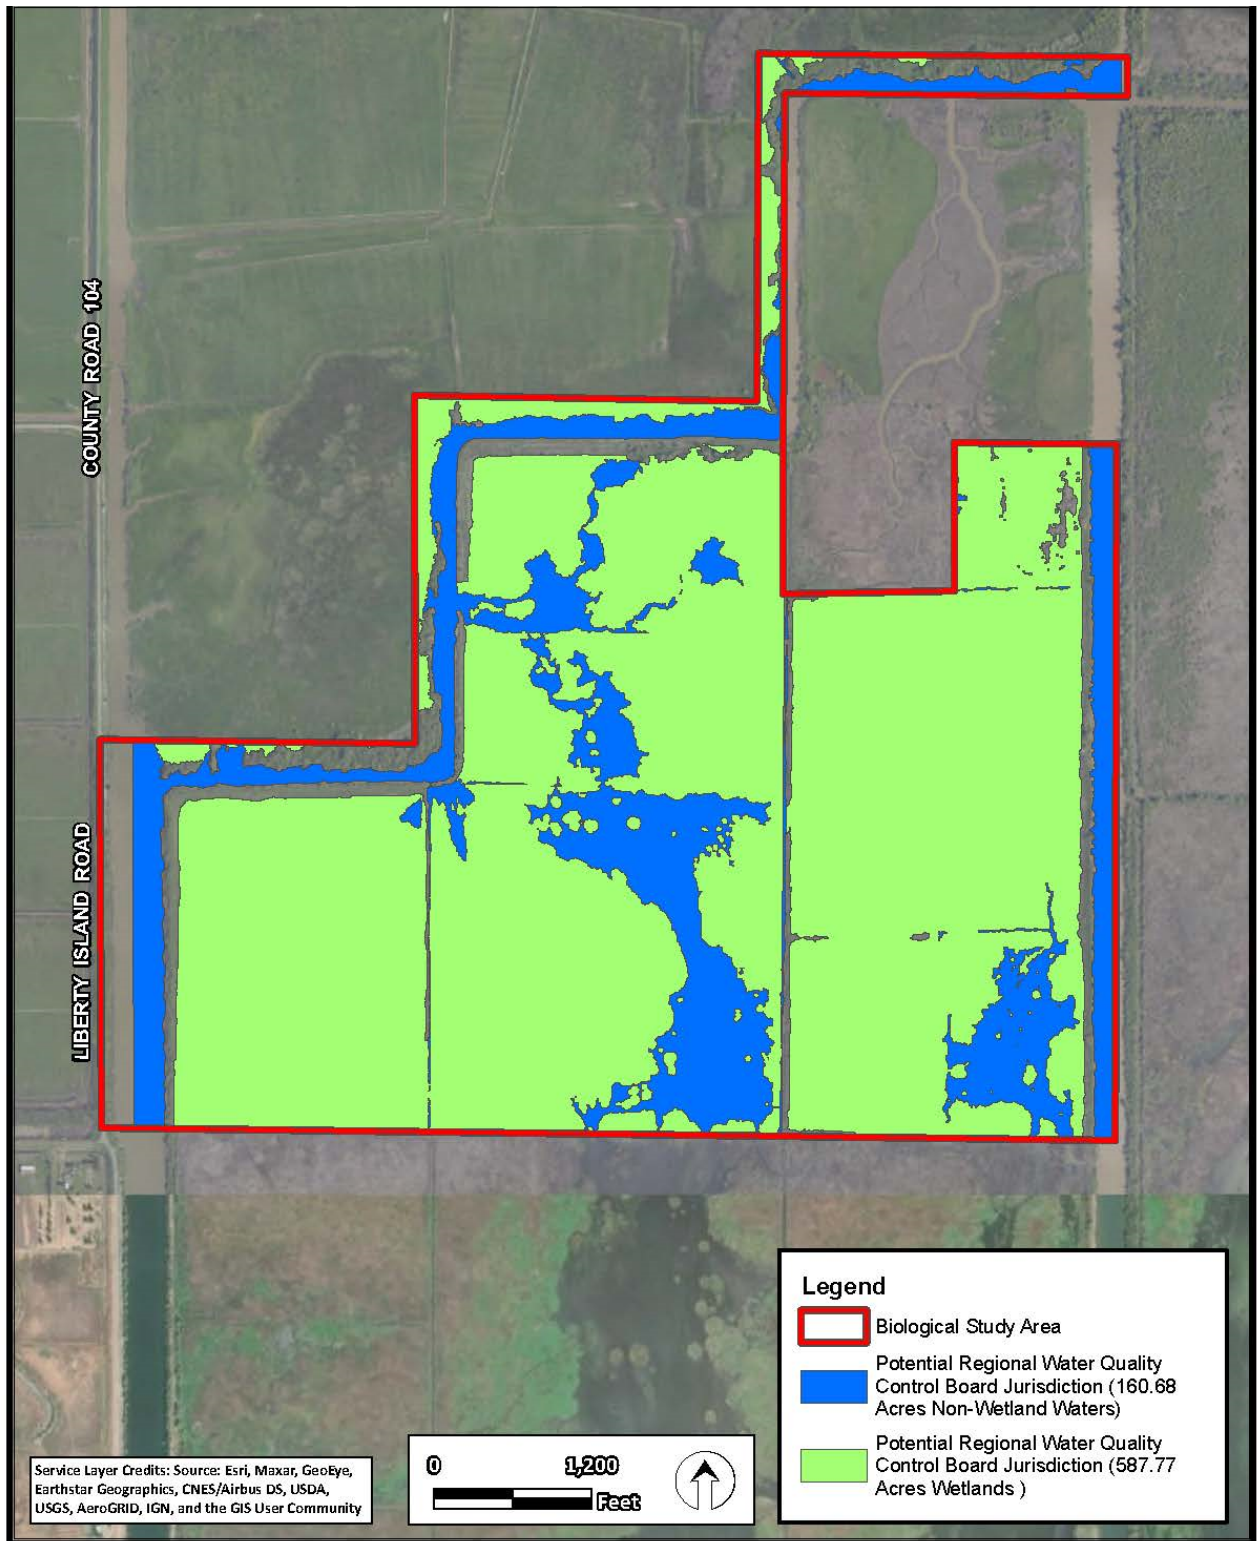 COUNTY ROAD 104
LIBERTY ISLAND ROAD
Legend
Biological Study Area
Potential Regional Water Quality
Control Board Jurisdiction (160.68
Acres Non-Wetland Waters)
Potential Regional Water Quality
Control Board Jurisdiction (587.77
Acres Wetlands )
0 1,200
Feet
Service Layer Credits: Source: Esri, Maxar, GeoEye,
Earthstar Geographics, CNES/Airbus DS, USDA,
USGS, AeroGRID, IGN, and the GIS User Community